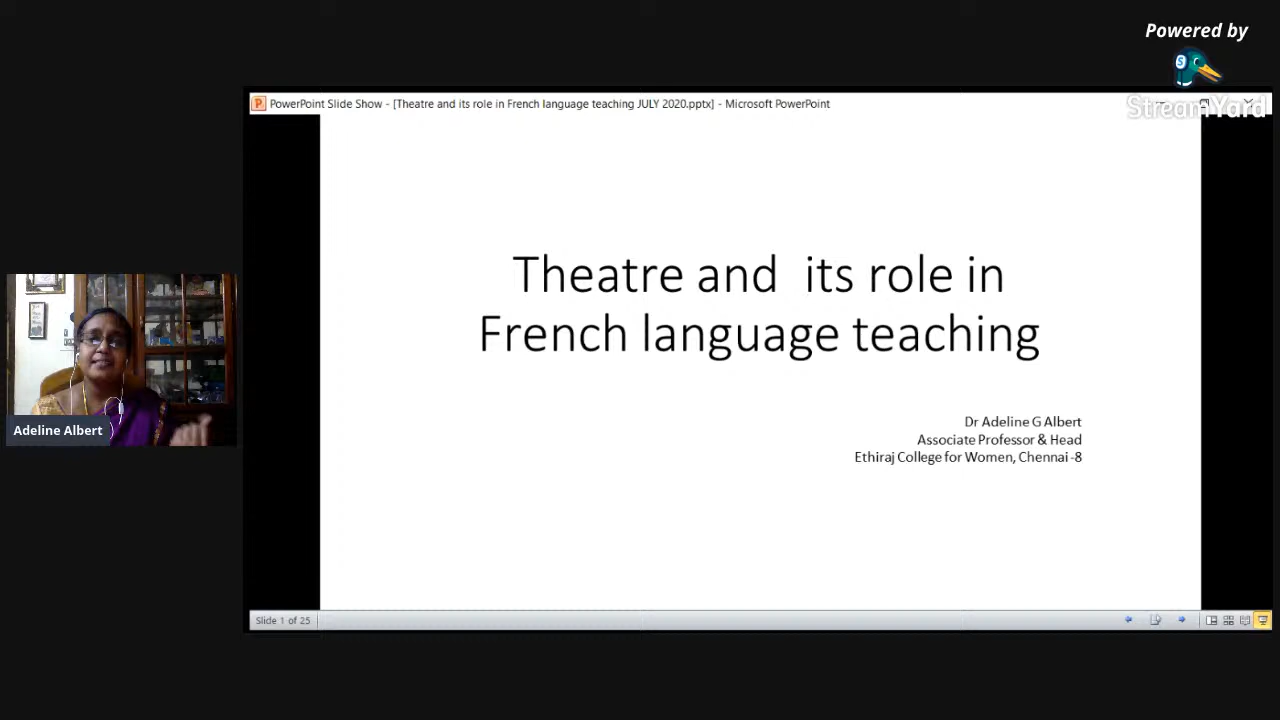 Powered by
StreamYard
PowerPoint Slide Show - [Theatre and its role in French language teaching JULY 2020.pptx] - Microsoft PowerPoint
Theatre and its role in
French language teaching
Dr Adeline G Albert
Associate Professor & Head
Ethiraj College for Women, Chennai -8
Adeline Albert
Slide 1 of 25